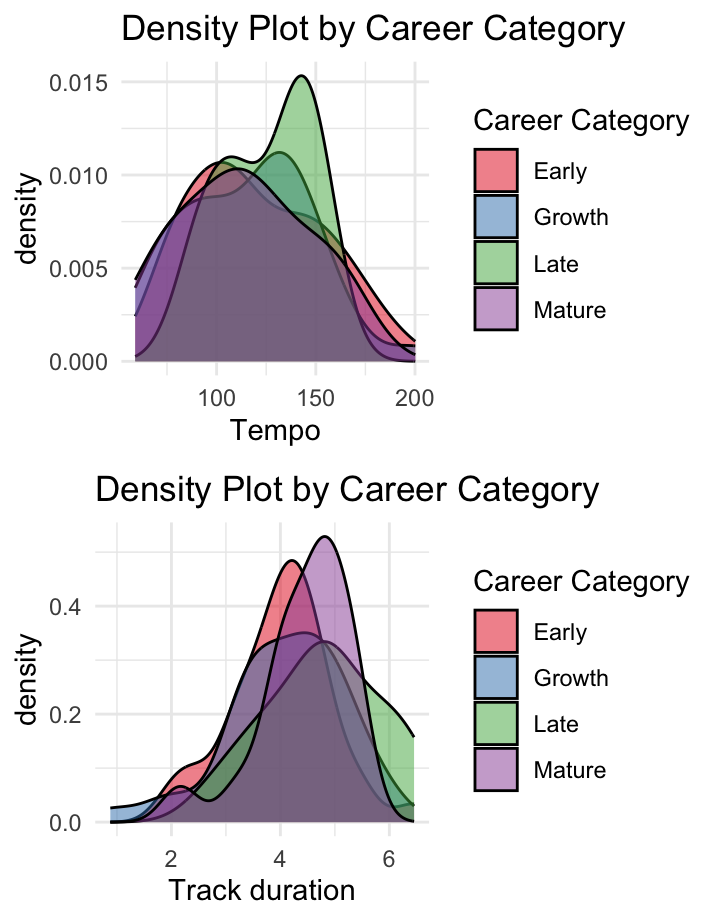 Density Plot by Career Category
0.015
0.010
0.005
0.000
density
100 150 200
Tempo
Career Category
Early
Growth
Late
Mature
Density Plot by Career Category
0.4
0.2
0.0
density
2 4 6
Track duration
Career Category
Early
Growth
Late
Mature